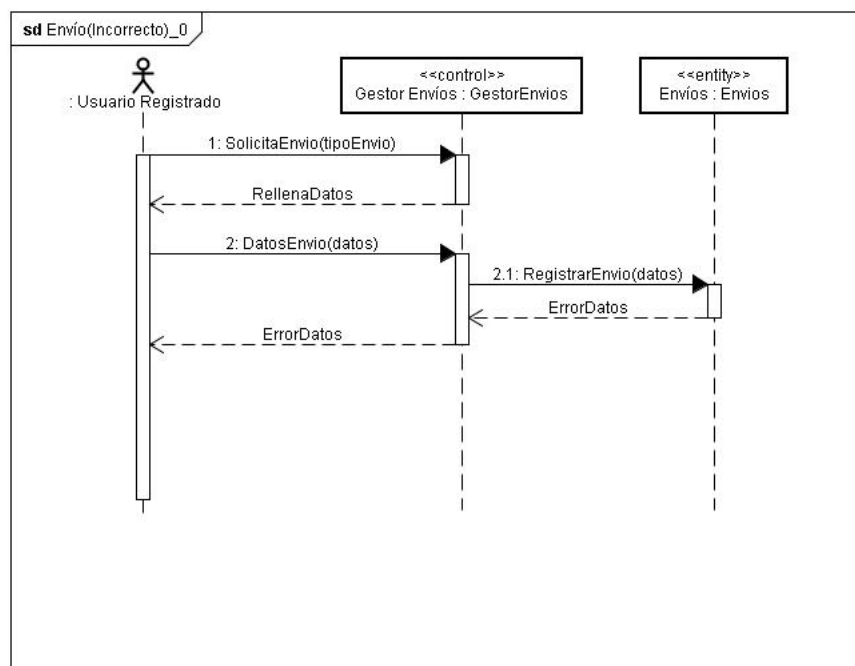 sd Envío(Incorrecto)_0
: Usuario Registrado
<<control>>
Gestor Envíos : GestorEnvios
<<entity>>
Envíos : Envios
1: SolicitaEnvio(tipoEnvio)
RellenaDatos
2: DatosEnvio(datos)
2.1: RegistrarEnvio(datos)
ErrorDatos
ErrorDatos